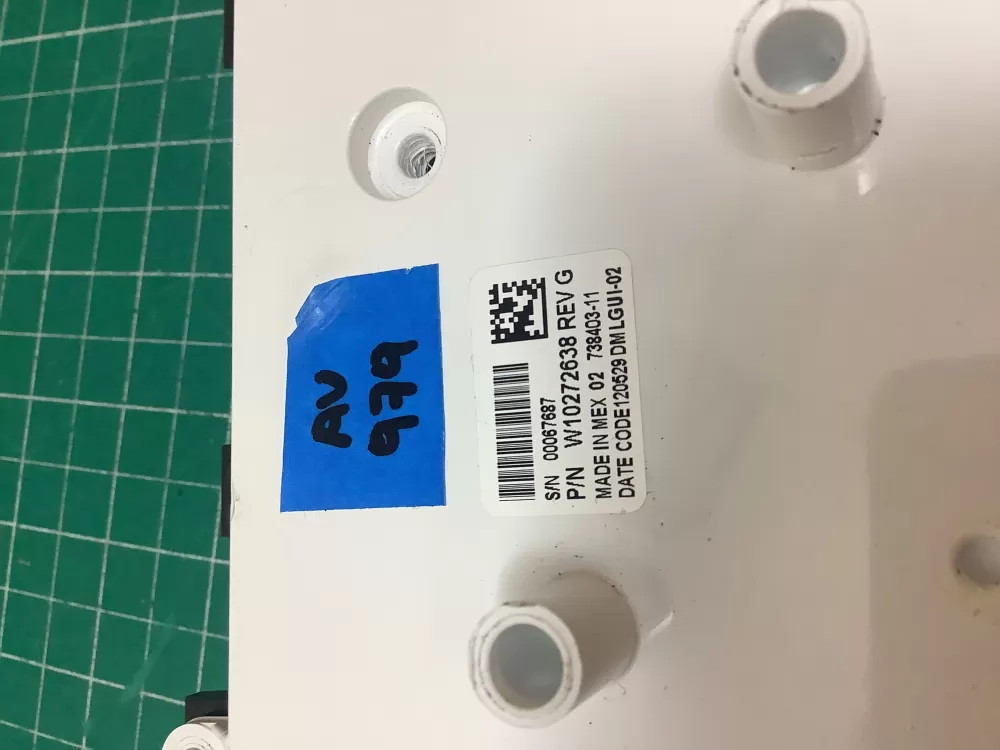 AV
979
S/N 00067687
P/N W10272638 REV G
MADE IN MEX 02 738403-11
DATE CODE120529 DMLGUI-02